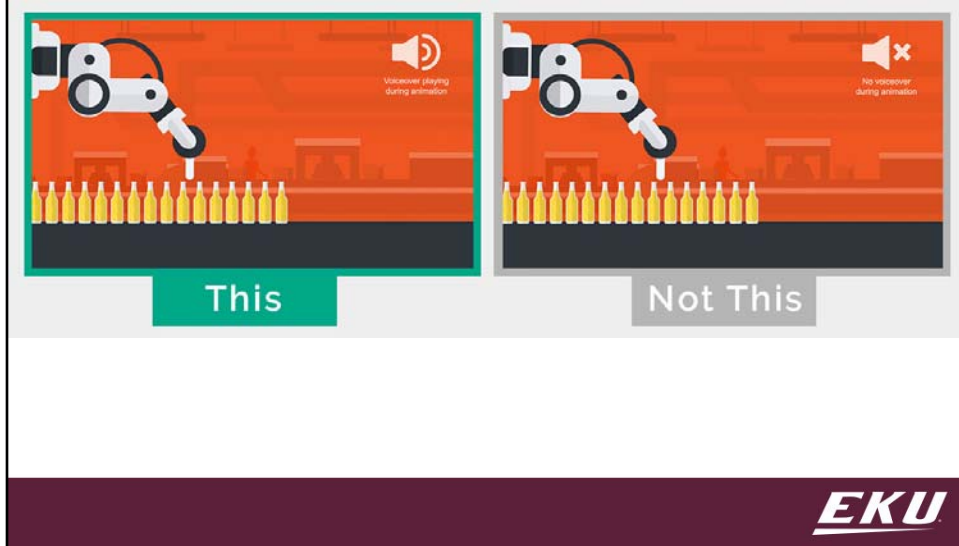 Voiceover playing
during animation
No voiceover
during animation
This
Not This
EKU